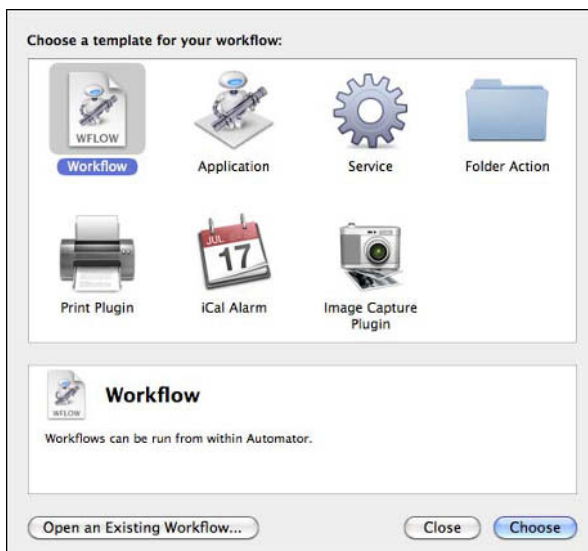 Choose a template for your workflow:
WFLOW
Workflow
Application
Service
Folder Action
JUL
17
Print Plugin
iCal Alarm
Image Capture
Plugin
WFLOW
Workflow
Workflows can be run from within Automator.
Open an Existing Workflow...
Close
Choose